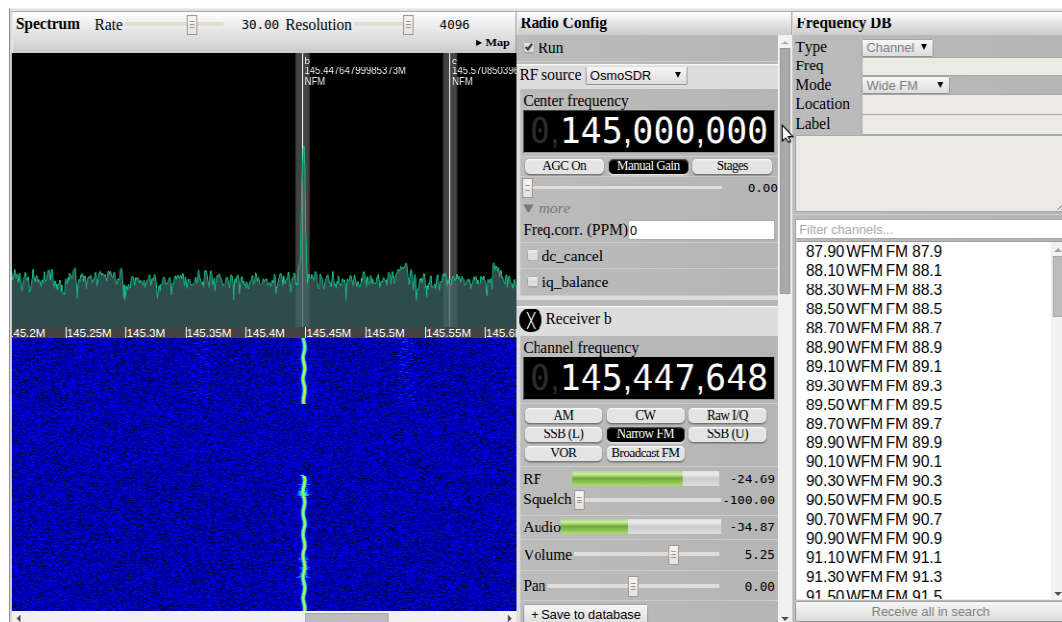 Spectrum Rate 30.00 Resolution 4096
▶ Map
b
145.44764799985373M
NFM
c
145.570850396
NFM
45.2M 145.25M 145.3M 145.35M 145.4M 145.45M 145.5M 145.55M 145.6
Radio Config
Run
RF source OsmoSDR
Center frequency
0,145,000,000
AGC On Manual Gain Stages
0.00
▼ more
Freq.corr. (PPM) 0
dc_cancel
iq_balance
X Receiver b
Channel frequency
0,145,447,648
AM CW Raw I/Q
SSB (L) Narrow FM SSB (U)
VOR Broadcast FM
RF -24.69
Squelch -100.00
Audio -34.87
Volume 5.25
Pan 0.00
+ Save to database
Frequency DB
Type Channel
Freq
Mode Wide FM
Location
Label
Filter channels...
87.90 WFM FM 87.9
88.10 WFM FM 88.1
88.30 WFM FM 88.3
88.50 WFM FM 88.5
88.70 WFM FM 88.7
88.90 WFM FM 88.9
89.10 WFM FM 89.1
89.30 WFM FM 89.3
89.50 WFM FM 89.5
89.70 WFM FM 89.7
89.90 WFM FM 89.9
90.10 WFM FM 90.1
90.30 WFM FM 90.3
90.50 WFM FM 90.5
90.70 WFM FM 90.7
90.90 WFM FM 90.9
91.10 WFM FM 91.1
91.30 WFM FM 91.3
91.50 WFM FM 91.5
Receive all in search